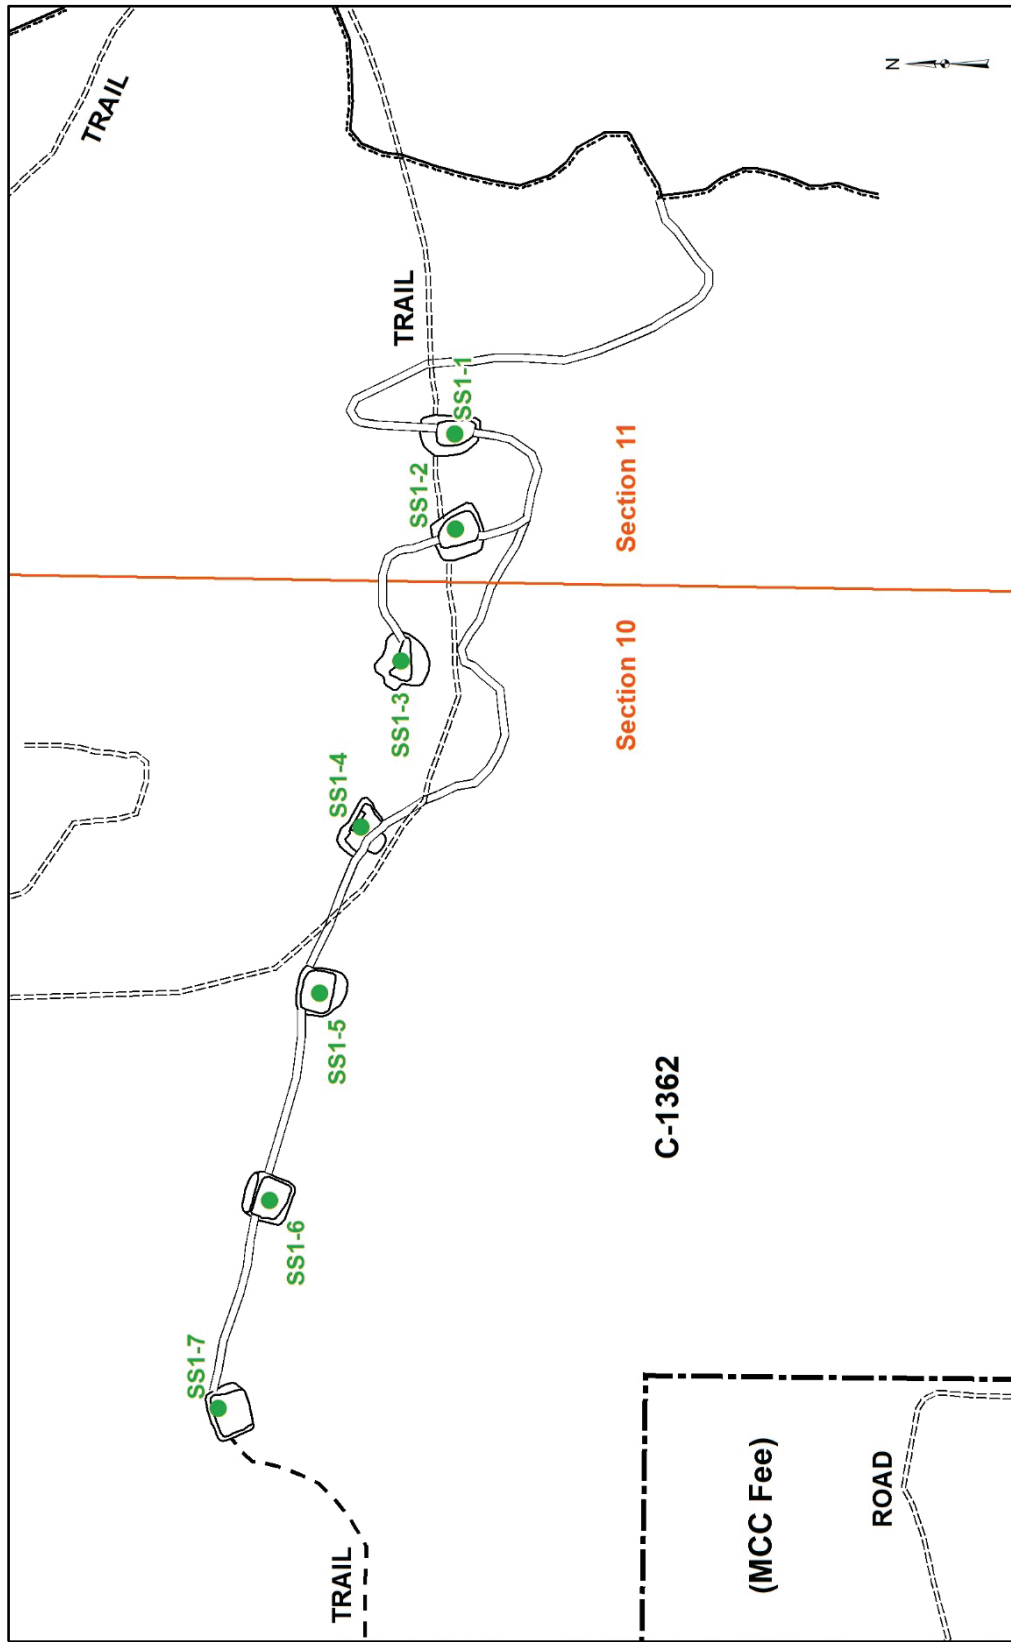 TRAIL
N
TRAIL
SS1-1
SS1-2
Section 11
SS1-3
Section 10
SS1-4
SS1-5
C-1362
SS1-6
SS1-7
TRAIL
(MCC Fee)
ROAD